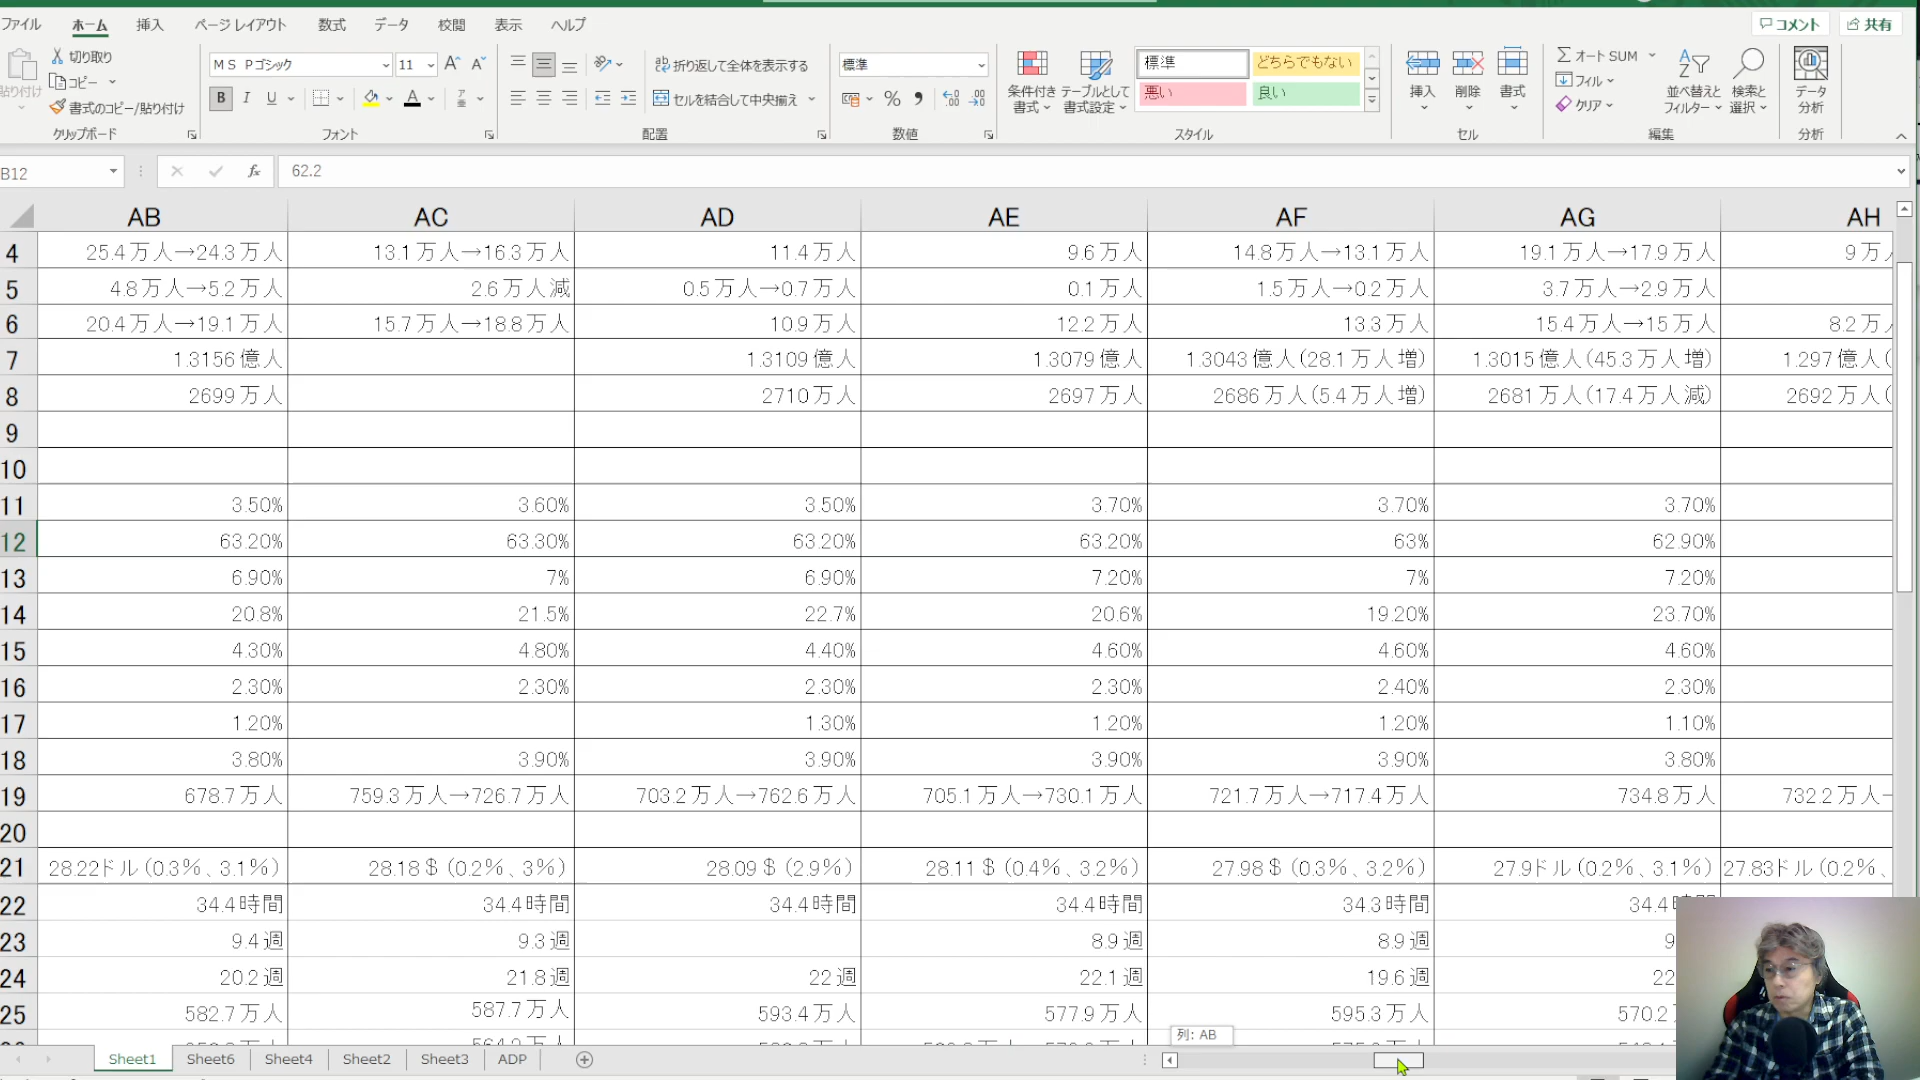 ファイル ホーム 挿入 ページ レイアウト 数式 データ 校閲 表示 ヘルプ コメント 共有
貼り付け 切り取り コピー 書式のコピー/貼り付け
ＭＳ Ｐゴシック 11 A A
B I U A
折り返して全体を表示する
セルを結合して中央揃え
標準
%
条件付き書式 テーブルとして書式設定
標準 どちらでもない
悪い 良い
挿入 削除 書式
オート SUM
フィル
クリア
並べ替えとフィルター 検索と選択 データ分析
クリップボード フォント 配置 数値 スタイル セル 編集 分析
B12 fx 62.2
AB AC AD AE AF AG AH
4 25.4万人→24.3万人 13.1万人→16.3万人 11.4万人 9.6万人 14.8万人→13.1万人 19.1万人→17.9万人 9万
5 4.8万人→5.2万人 2.6万人減 0.5万人→0.7万人 0.1万人 1.5万人→0.2万人 3.7万人→2.9万人
6 20.4万人→19.1万人 15.7万人→18.8万人 10.9万人 12.2万人 13.3万人 15.4万人→15万人 8.2万
7 1.3156億人 1.3109億人 1.3079億人 1.3043億人(28.1万人増) 1.3015億人(45.3万人増) 1.297億人(
8 2699万人 2710万人 2697万人 2686万人(5.4万人増) 2681万人(17.4万人減) 2692万人(
9
10
11 3.50% 3.60% 3.50% 3.70% 3.70% 3.70%
12 63.20% 63.30% 63.20% 63.20% 63% 62.90%
13 6.90% 7% 6.90% 7.20% 7% 7.20%
14 20.8% 21.5% 22.7% 20.6% 19.20% 23.70%
15 4.30% 4.80% 4.40% 4.60% 4.60% 4.60%
16 2.30% 2.30% 2.30% 2.30% 2.40% 2.30%
17 1.20% 1.30% 1.20% 1.20% 1.10%
18 3.80% 3.90% 3.90% 3.90% 3.90% 3.80%
19 678.7万人 759.3万人→726.7万人 703.2万人→762.6万人 705.1万人→730.1万人 721.7万人→717.4万人 734.8万人 732.2万人
20
21 28.22ドル(0.3%、3.1%) 28.18＄(0.2%、3%) 28.09＄(2.9%) 28.11＄(0.4%、3.2%) 27.98＄(0.3%、3.2%) 27.9ドル(0.2%、3.1%) 27.83ドル(0.2%、
22 34.4時間 34.4時間 34.4時間 34.4時間 34.3時間 34.4
23 9.4週 9.3週 8.9週 8.9週 9
24 20.2週 21.8週 22週 22.1週 19.6週 22
25 582.7万人 587.7万人 593.4万人 577.9万人 595.3万人 570.2
列: AB
Sheet1 Sheet6 Sheet4 Sheet2 Sheet3 ADP